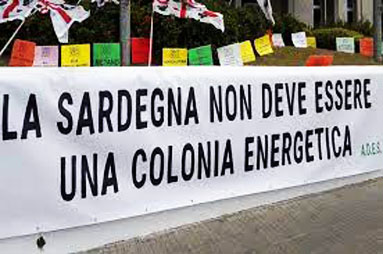 LA SARDEGNA NON DEVE ESSERE
UNA COLONIA ENERGETICA
A.D.E.S.